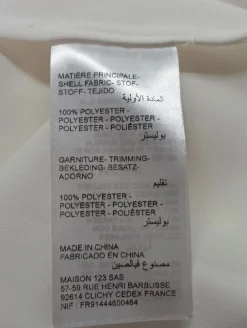 MATIÈRE PRINCIPALE-
SHELL FABRIC- STOF-
STOFF- TEJIDO
المادة الأولية
100% POLYESTER -
POLYESTER - POLYESTER -
POLYESTER - POLIÉSTER
بوليستر
GARNITURE- TRIMMING-
BEKLEDING- BESATZ-
ADORNO
تقليم
100% POLYESTER -
POLYESTER - POLYESTER -
POLYESTER - POLIÉSTER
بوليستر
MADE IN CHINA
FABRICADO EN CHINA
مصنوع فيالصين
MAISON 123 SAS
57-59 RUE HENRI BARBUSSE
92614 CLICHY CEDEX FRANCE
NIF : FR91444600464